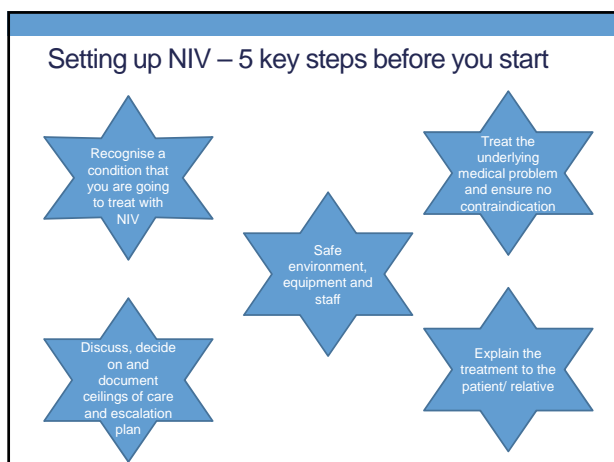 Setting up NIV – 5 key steps before you start
Recognise a
condition that
you are going
to treat with
NIV
Treat the
underlying
medical problem
and ensure no
contraindication
Safe
environment,
equipment and
staff
Discuss, decide
on and
document
ceilings of care
and escalation
plan
Explain the
treatment to the
patient/ relative